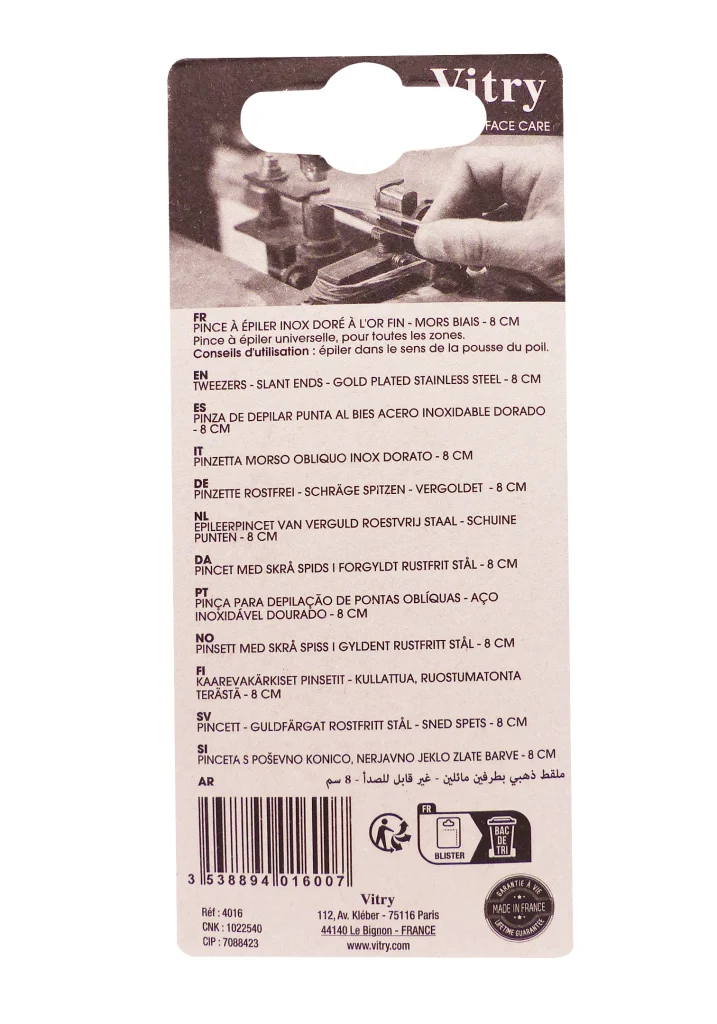 Vitry
FACE CARE
FR
PINCE À ÉPILER INOX DORÉ À L'OR FIN - MORS BIAIS - 8 CM
Pince à épiler universelle, pour toutes les zones.
Conseils d'utilisation : épiler dans le sens de la pousse du poil.
EN
TWEEZERS - SLANT ENDS - GOLD PLATED STAINLESS STEEL - 8 CM
ES
PINZA DE DEPILAR PUNTA AL BIES ACERO INOXIDABLE DORADO
- 8 CM
IT
PINZETTA MORSO OBLIQUO INOX DORATO - 8 CM
DE
PINZETTE ROSTFREI - SCHRÄGE SPITZEN - VERGOLDET - 8 CM
NL
EPILEERPINCET VAN VERGULD ROESTVRIJ STAAL - SCHUINE
PUNTEN - 8 CM
DA
PINCET MED SKRÅ SPIDS I FORGYLDT RUSTFRIT STÅL - 8 CM
PT
PINÇA PARA DEPILAÇÃO DE PONTAS OBLÍQUAS - AÇO
INOXIDÁVEL DOURADO - 8 CM
NO
PINSETT MED SKRÅ SPISS I GYLDENT RUSTFRITT STÅL - 8 CM
FI
KAAREVAKÄRKISET PINSETIT - KULLATTUA, RUOSTUMATONTA
TERÄSTÄ - 8 CM
SV
PINCETT - GULDFÄRGAT ROSTFRITT STÅL - SNED SPETS - 8 CM
SI
PINCETA S POŠEVNO KONICO, NERJAVNO JEKLO ZLATE BARVE - 8 CM
AR
ملقط ذهبي بطرفين مائلين - غير قابل للصدأ - 8 سم
3 538894 016007
FR
BLISTER
BAC
DE
TRI
Réf : 4016
CNK : 1022540
CIP : 7088423
Vitry
112, Av. Kléber - 75116 Paris
44140 Le Bignon - FRANCE
www.vitry.com
GARANTIE À VIE
MADE IN FRANCE
LIFETIME GUARANTEE